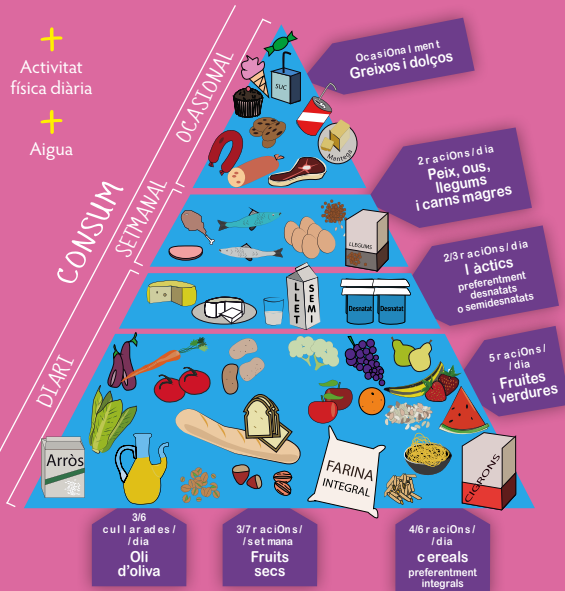 +
Activitat
física diària
+
Aigua
CONSUM
OCASIONAL
SETMANAL
DIARI
OcasiOnalment
Greixos i dolços
SUC
Mantega
2 raciOns/dia
Peix, ous,
llegums
i carns magres
LLEGUMS
2/3 raciOns/dia
làctics
preferentment
desnatats
o semidesnatats
LLET
SEMI
Desnatat
Desnatat
5 raciOns/
/dia
Fruites
i verdures
Arròs
FARINA
INTEGRAL
CIGRONS
3/6
cullarades/
/dia
Oli
d'oliva
3/7 raciOns/
/setmana
Fruits
secs
4/6 raciOns/
/dia
cereals
preferentment
integrals